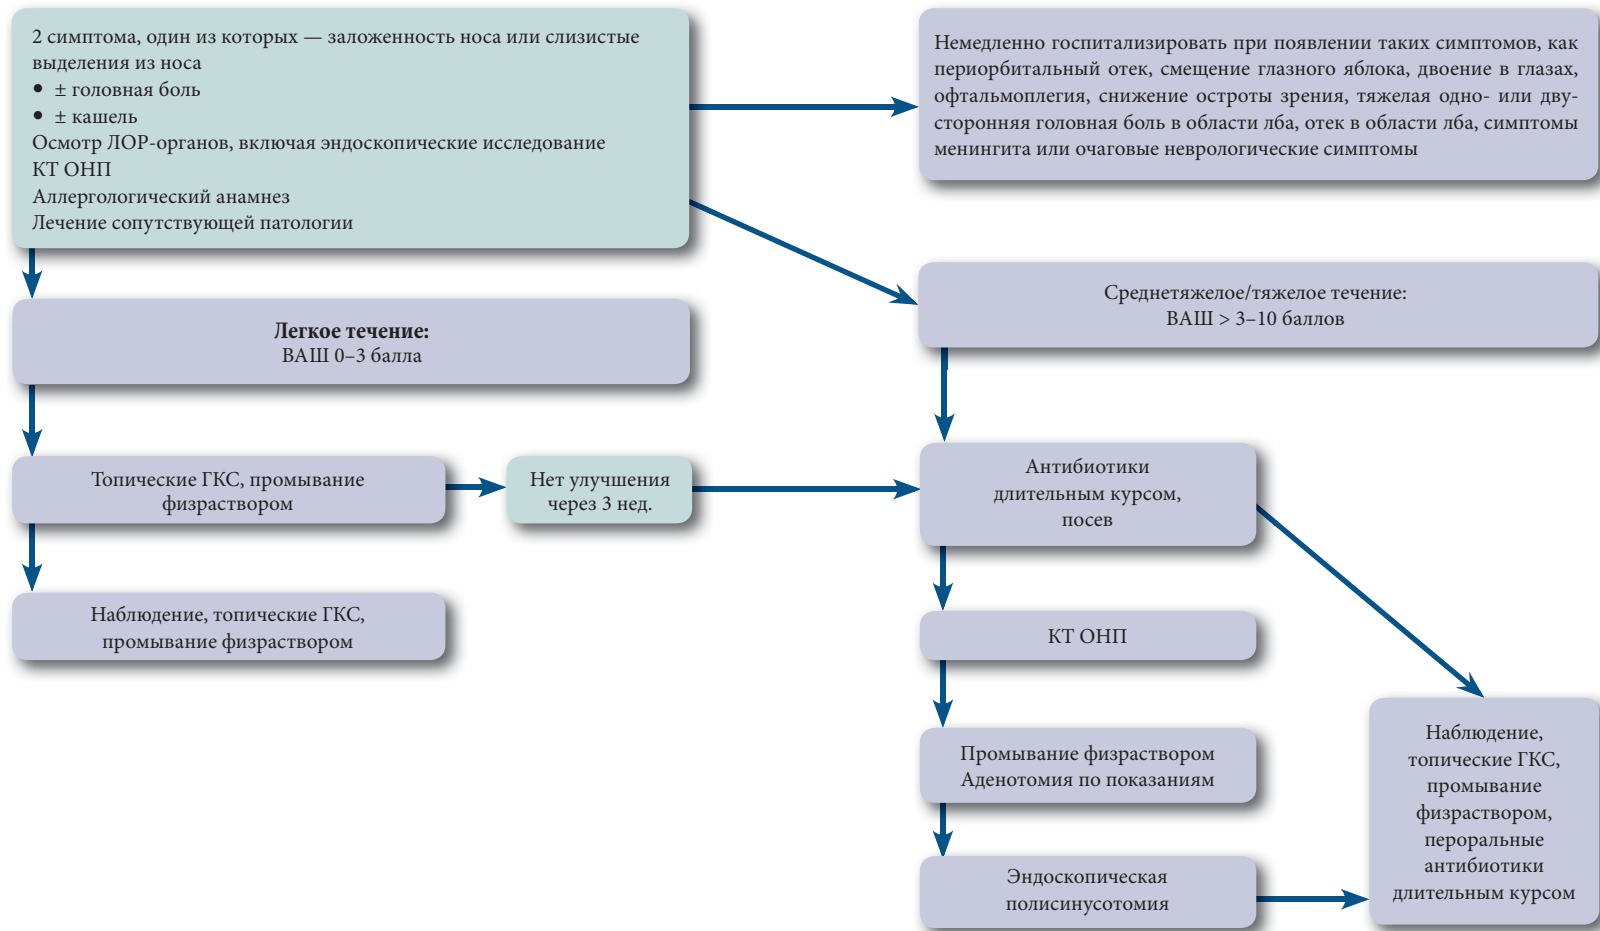 2 симптома, один из которых — заложенность носа или слизистые
выделения из носа
• ± головная боль
• ± кашель
Осмотр ЛОР-органов, включая эндоскопические исследование
КТ ОНП
Аллергологический анамнез
Лечение сопутствующей патологии
Немедленно госпитализировать при появлении таких симптомов, как
периорбитальный отек, смещение глазного яблока, двоение в глазах,
офтальмоплегия, снижение остроты зрения, тяжелая одно- или дву-
сторонняя головная боль в области лба, отек в области лба, симптомы
менингита или очаговые неврологические симптомы
Легкое течение:
ВАШ 0–3 балла
Среднетяжелое/тяжелое течение:
ВАШ > 3–10 баллов
Топические ГКС, промывание
физраствором
Нет улучшения
через 3 нед.
Антибиотики
длительным курсом,
посев
Наблюдение, топические ГКС,
промывание физраствором
КТ ОНП
Промывание физраствором
Аденотомия по показаниям
Эндоскопическая
полисинусотомия
Наблюдение,
топические ГКС,
промывание
физраствором,
пероральные
антибиотики
длительным курсом